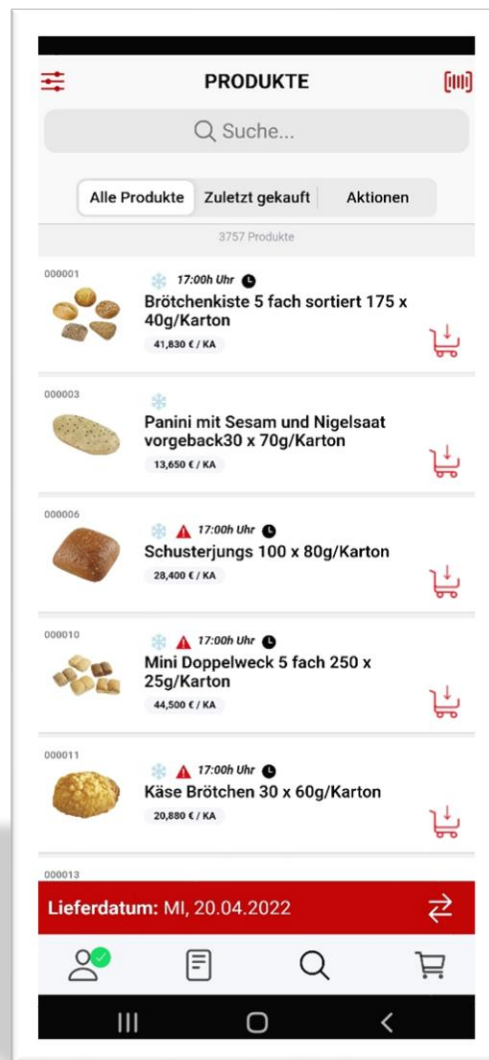 PRODUKTE
Suche...
Alle Produkte Zuletzt gekauft Aktionen
3757 Produkte
000001
17:00h Uhr
Brötchenkiste 5 fach sortiert 175 x
40g/Karton
41,830 € / KA
000003
Panini mit Sesam und Nigelsaat
vorgeback30 x 70g/Karton
13,650 € / KA
000006
17:00h Uhr
Schusterjungs 100 x 80g/Karton
28,400 € / KA
000010
17:00h Uhr
Mini Doppelweck 5 fach 250 x
25g/Karton
44,500 € / KA
000011
17:00h Uhr
Käse Brötchen 30 x 60g/Karton
20,880 € / KA
000013
Lieferdatum: MI, 20.04.2022